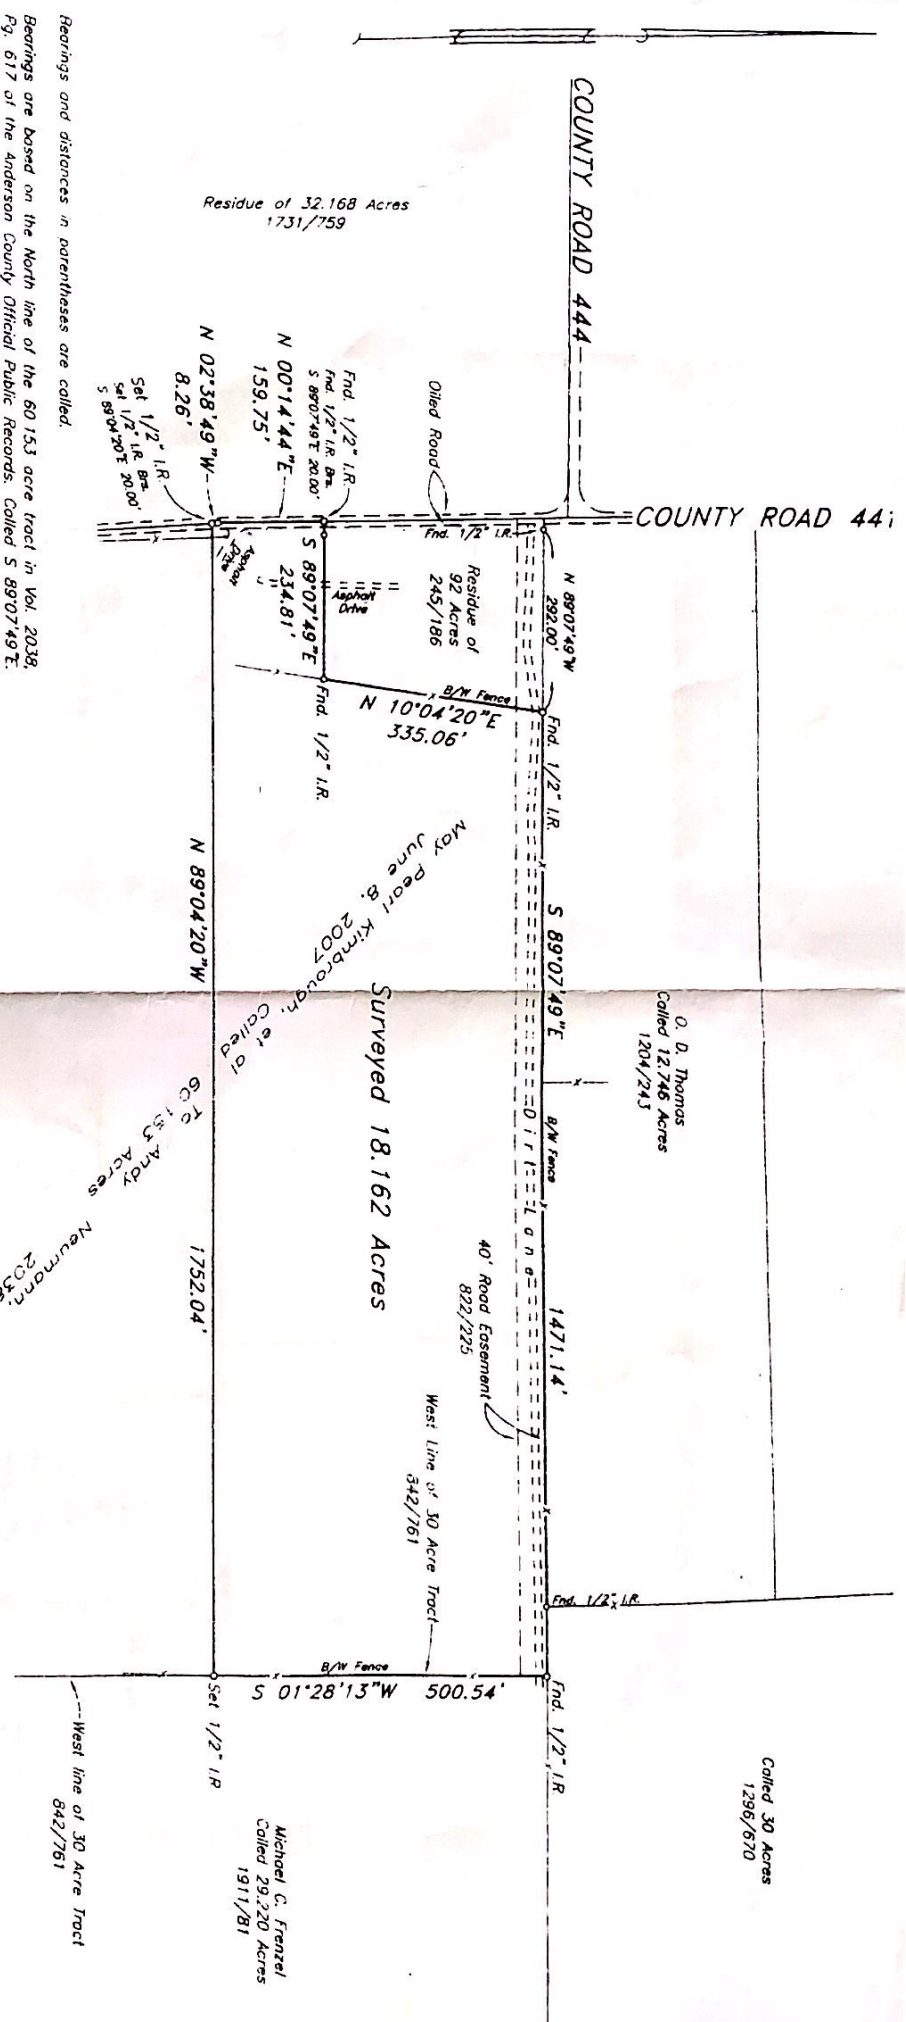 COUNTY ROAD 444
Residue of 32.168 Acres
1731/759
Bearings and distances in parentheses are called.
Bearings are based on the North line of the 60.153 acre tract in Vol. 2038,
Pg. 617 of the Anderson County Official Public Records. Called S 89°07'49"E.
COUNTY ROAD 44
Oiled Road
Fnd. 1/2" I.R.
Fnd. 1/2" I.R.
Fnd. 1/2" I.R. Brs.
S 89°07'49"E 20.00'
N 00°14'44"E
159.75'
N 02°38'49"W
8.26'
Set 1/2" I.R.
Set 1/2" I.R. Brs.
S 89°04'20"E 20.00'
Asphalt
Drive
S 89°07'49"E
234.81'
Asphalt
Drive
Residue of
92 Acres
245/186
N 89°07'49"W
292.00'
Fnd. 1/2" I.R.
B/W Fence
N 10°04'20"E
335.06'
Fnd. 1/2" I.R.
S 89°07'49"E
1471.14'
B/W Fence
Dirt Lane
O. D. Thomas
Called 12.746 Acres
1204/243
40' Road Easement
822/225
Surveyed 18.162 Acres
May Pearl Kimbrough, et al
To Andy Neumann,
June 8, 2007
Called 60.153 Acres
2038
N 89°04'20"W
1752.04'
West Line of 30 Acre Tract
842/761
Fnd. 1/2" I.R.
B/W Fence
S 01°28'13"W 500.54'
Fnd. 1/2" I.R
Set 1/2" I.R
Called 30 Acres
1296/670
Michael C. Frenzel
Called 29.220 Acres
1911/81
West line of 30 Acre Tract
842/761